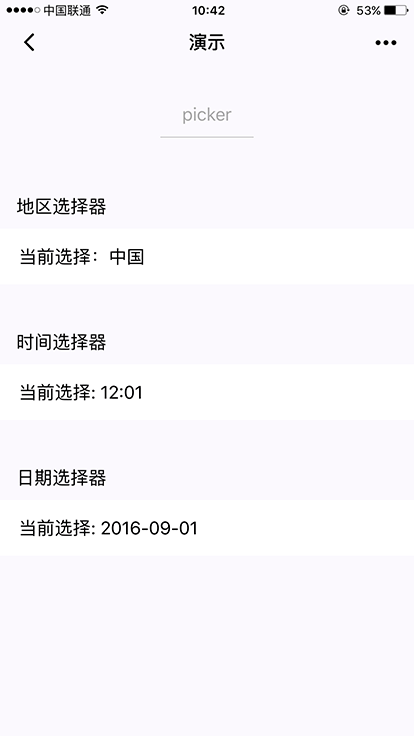 中国联通 10:42 53%
演示
picker
地区选择器
当前选择：中国
时间选择器
当前选择: 12:01
日期选择器
当前选择: 2016-09-01